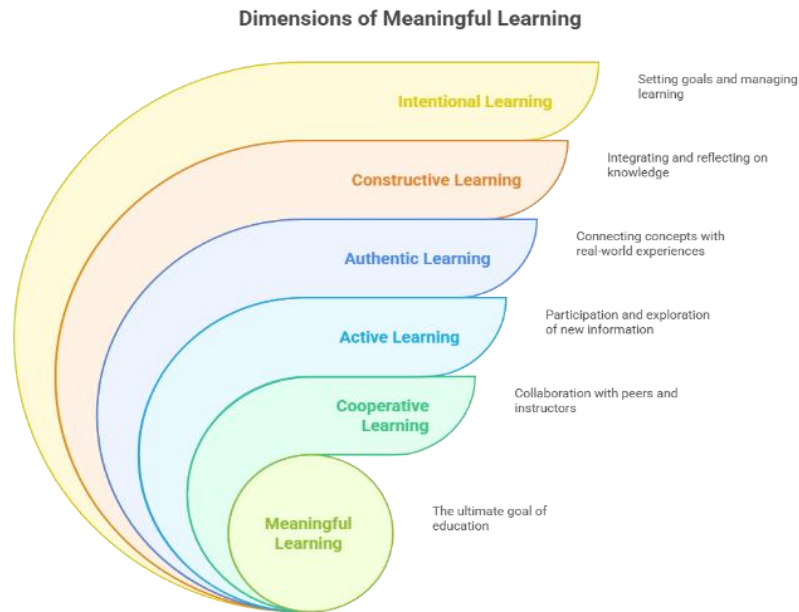 Dimensions of Meaningful Learning
Intentional Learning
Setting goals and managing
learning
Constructive Learning
Integrating and reflecting on
knowledge
Authentic Learning
Connecting concepts with
real-world experiences
Active Learning
Participation and exploration
of new information
Cooperative
Learning
Collaboration with peers and
instructors
Meaningful
Learning
The ultimate goal of
education